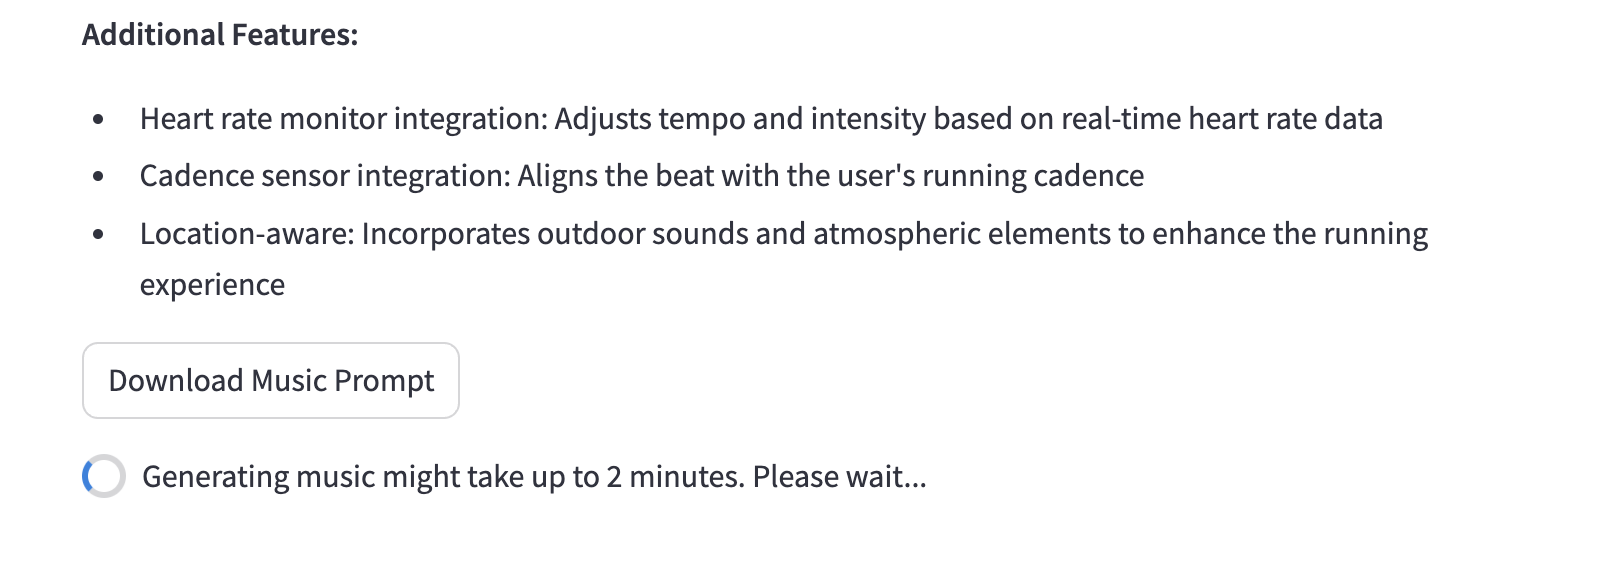 Additional Features:
Heart rate monitor integration: Adjusts tempo and intensity based on real-time heart rate data
Cadence sensor integration: Aligns the beat with the user's running cadence
Location-aware: Incorporates outdoor sounds and atmospheric elements to enhance the running
experience
Download Music Prompt
Generating music might take up to 2 minutes. Please wait...